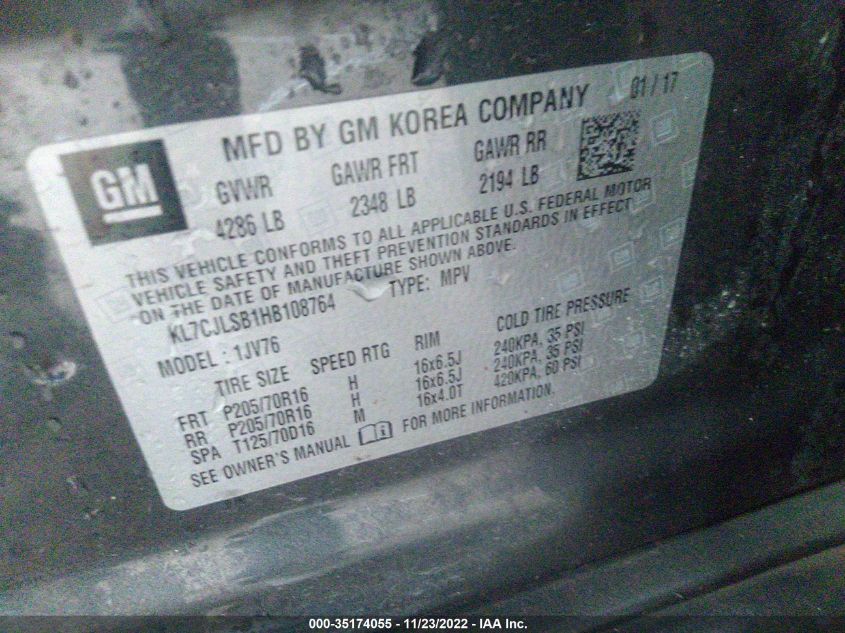 MFD BY GM KOREA COMPANY 01/17
GM
GVWR GAWR FRT GAWR RR
4286 LB 2348 LB 2194 LB
THIS VEHICLE CONFORMS TO ALL APPLICABLE U.S. FEDERAL MOTOR
VEHICLE SAFETY AND THEFT PREVENTION STANDARDS IN EFFECT
ON THE DATE OF MANUFACTURE SHOWN ABOVE.
KL7CJLSB1HB108764 TYPE: MPV
MODEL: 1JV76
TIRE SIZE SPEED RTG RIM COLD TIRE PRESSURE
FRT P205/70R16 H 16x6.5J 240KPA, 35 PSI
RR P205/70R16 H 16x6.5J 240KPA, 35 PSI
SPA T125/70D16 M 16x4.0T 420KPA, 60 PSI
SEE OWNER'S MANUAL FOR MORE INFORMATION.
000-35174055 - 11/23/2022 - IAA Inc.